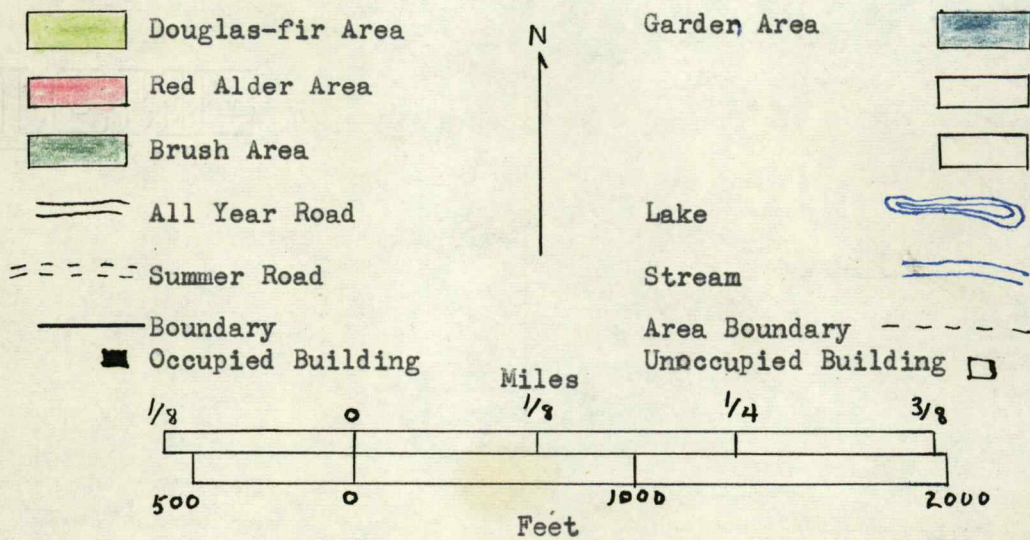 Douglas-fir Area
N
Garden Area
Red Alder Area
Brush Area
All Year Road
Lake
Summer Road
Stream
Boundary
Area Boundary
Occupied Building
Unoccupied Building
Miles
1/8 0 1/8 1/4 3/8
500 0 1000 2000
Feet